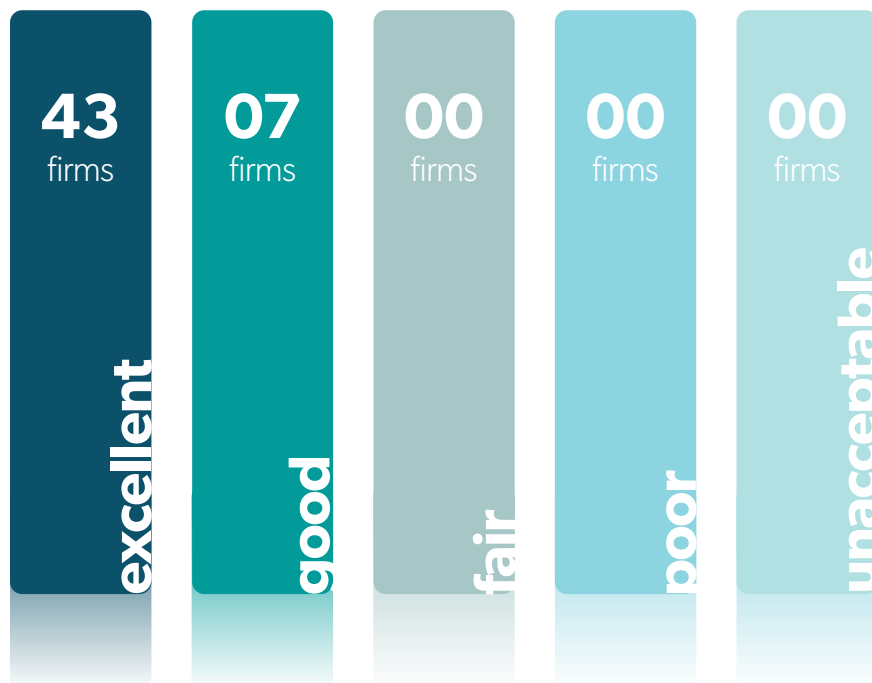 43
firms
excellent
07
firms
good
00
firms
fair
00
firms
poor
00
firms
unacceptable